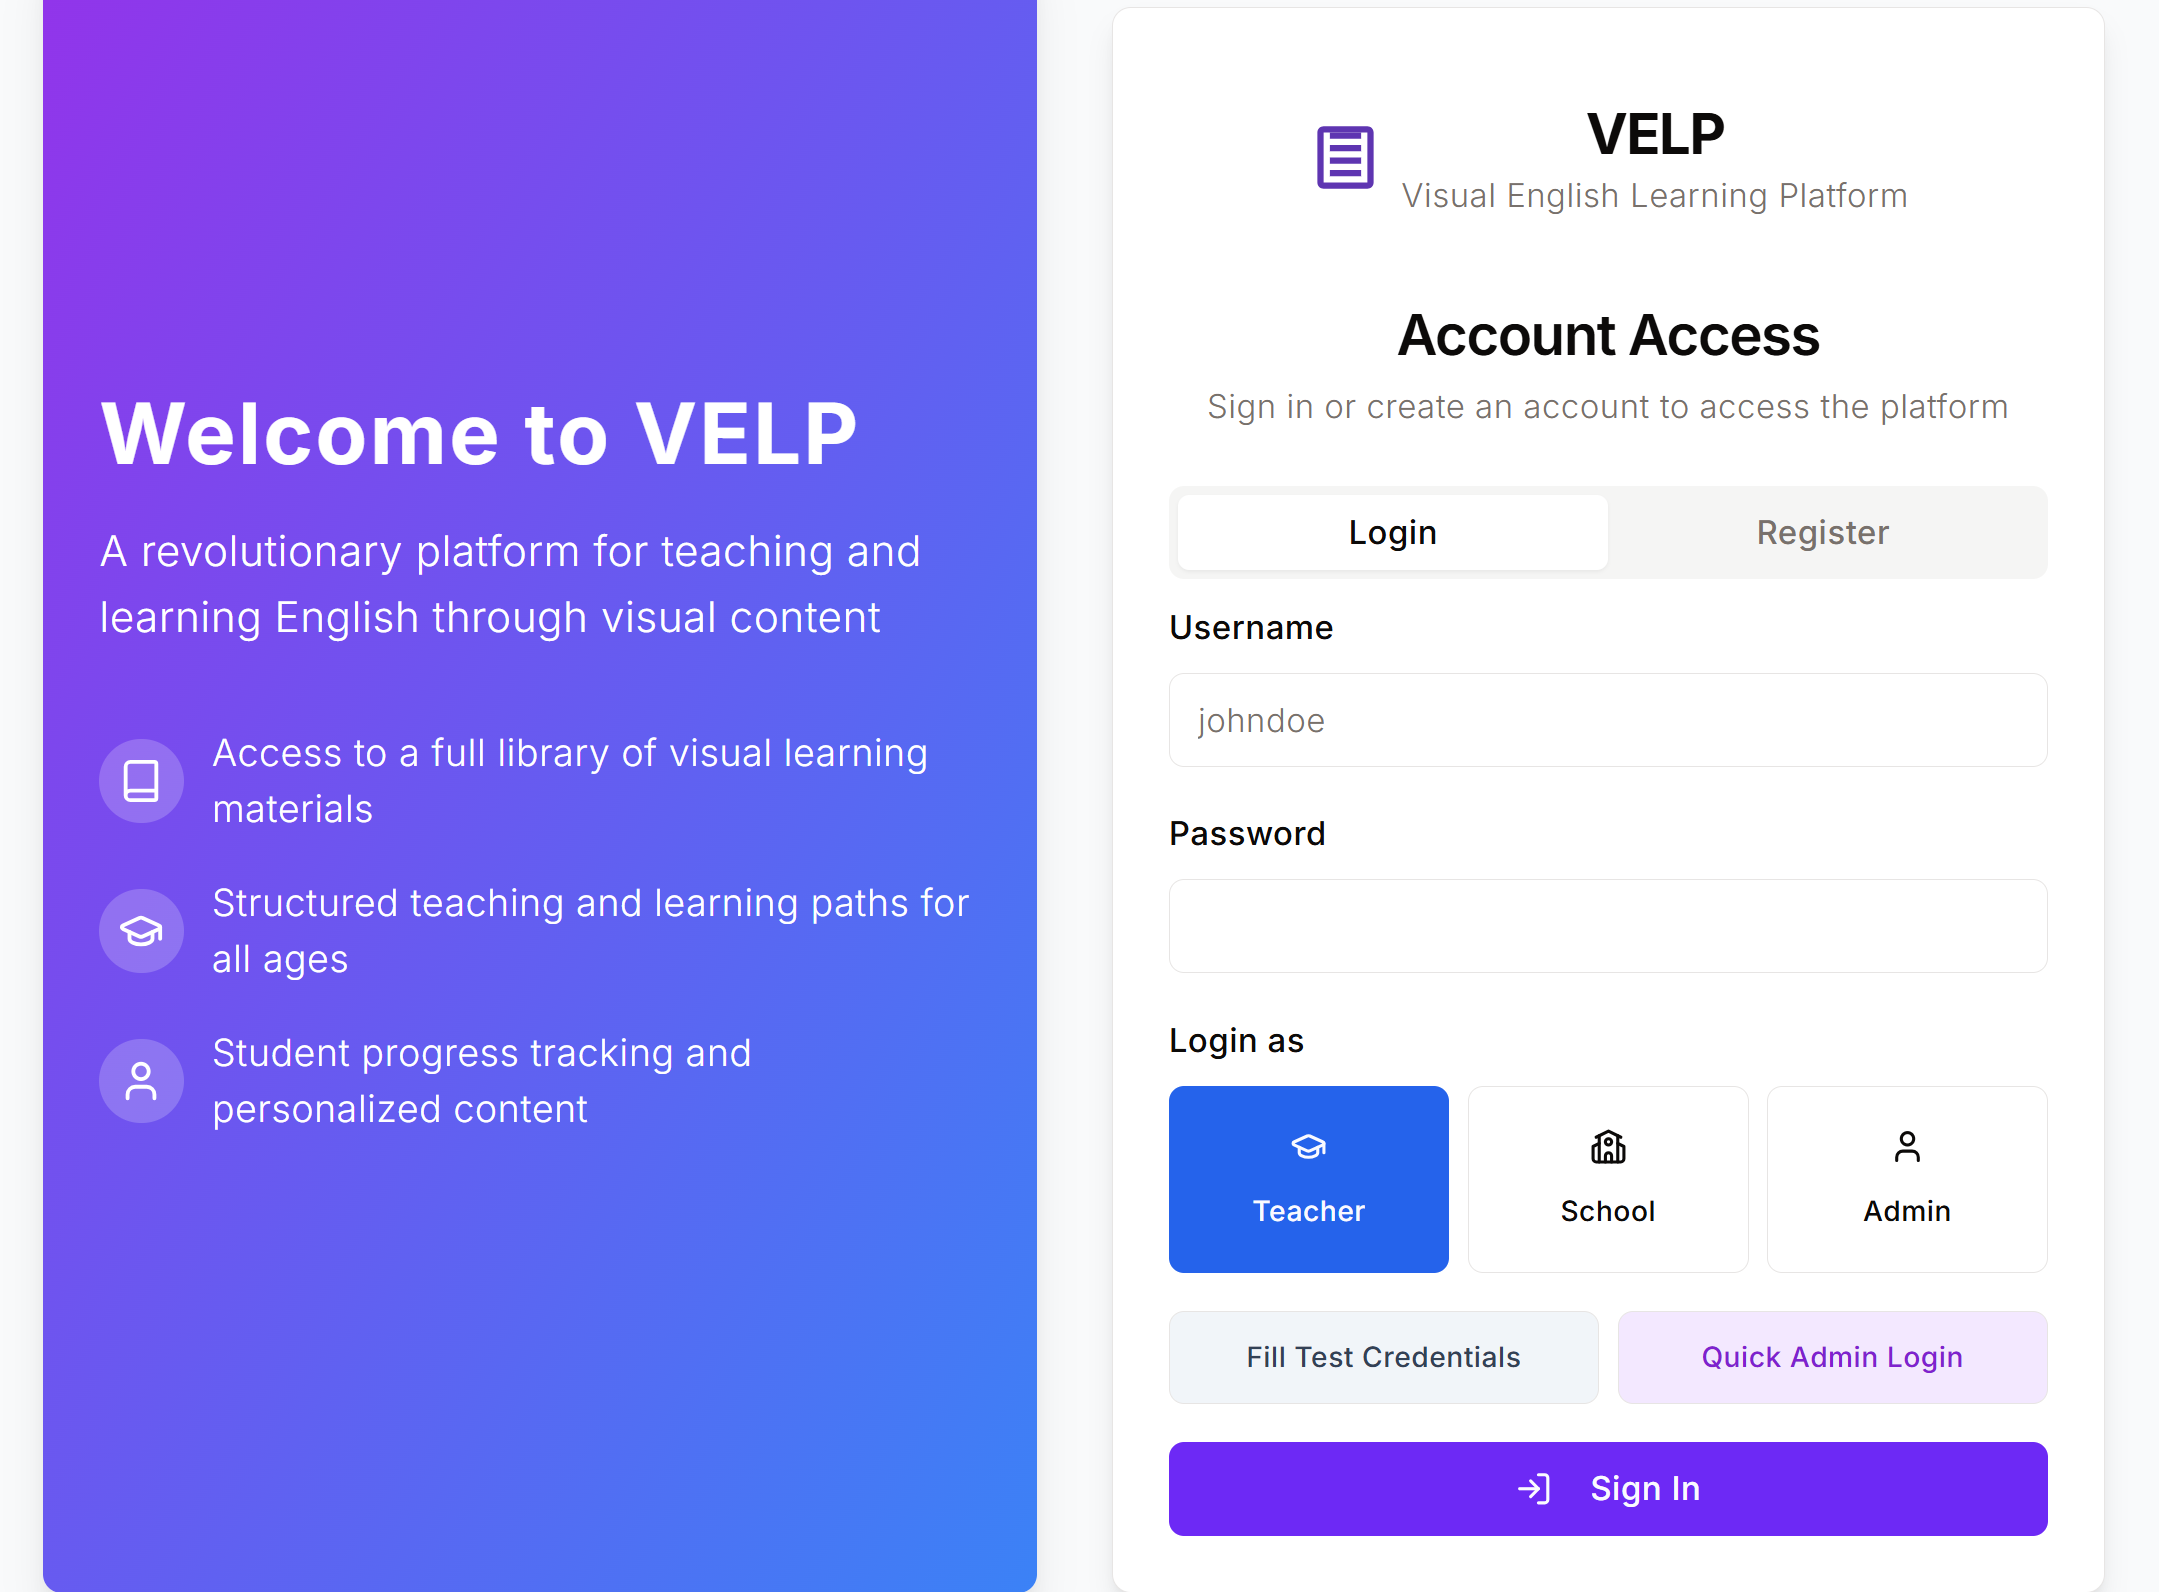 Welcome to VELP
A revolutionary platform for teaching and
learning English through visual content
Access to a full library of visual learning
materials
Structured teaching and learning paths for
all ages
Student progress tracking and
personalized content
VELP
Visual English Learning Platform
Account Access
Sign in or create an account to access the platform
Login
Register
Username
johndoe
Password
Login as
Teacher
School
Admin
Fill Test Credentials
Quick Admin Login
Sign In